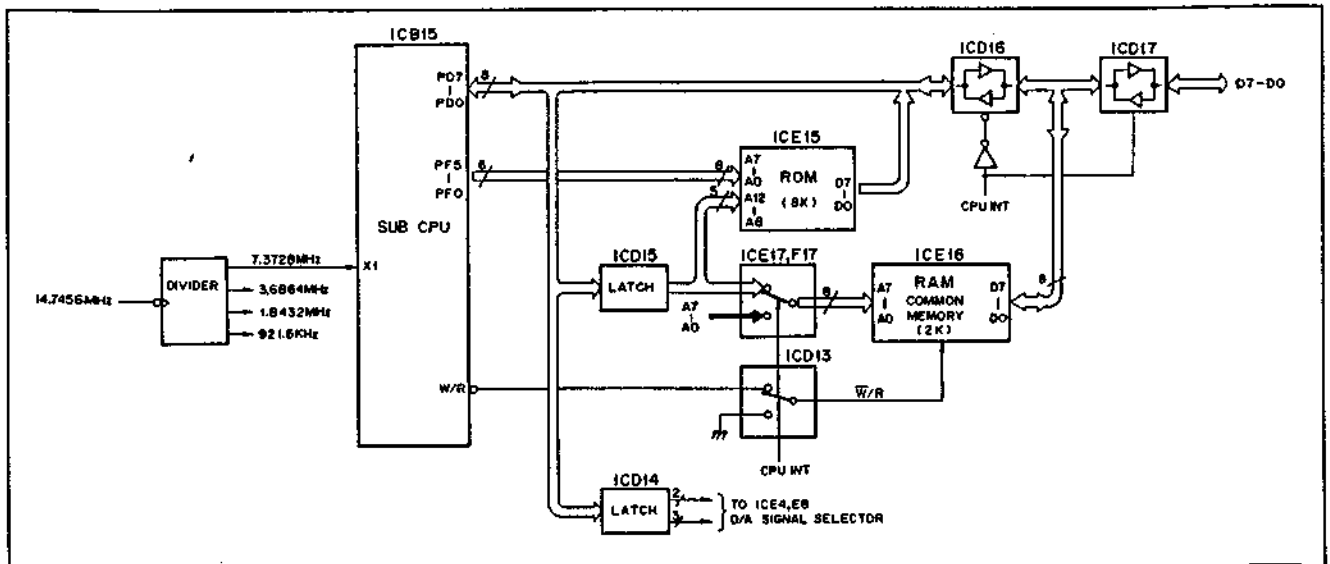 ICB15
ICD16
ICD17
PD7
PD0
8
D7-D0
ICE15
PF5
PF0
6
A7
A0
A12
A8
5
ROM
(8K)
D7
D0
CPU INT
SUB CPU
7.3728MHz
X1
14.7456MHz
DIVIDER
3,6864MHz
1.8432MHz
921.6KHz
ICD15
LATCH
A7
A0
ICE17,F17
8
ICE16
A7
A0
RAM
COMMON
MEMORY
(2K)
D7
D0
8
ICD13
W/R
W/R
CPU INT
ICD14
LATCH
2
3
TO ICE4,E8
D/A SIGNAL SELECTOR